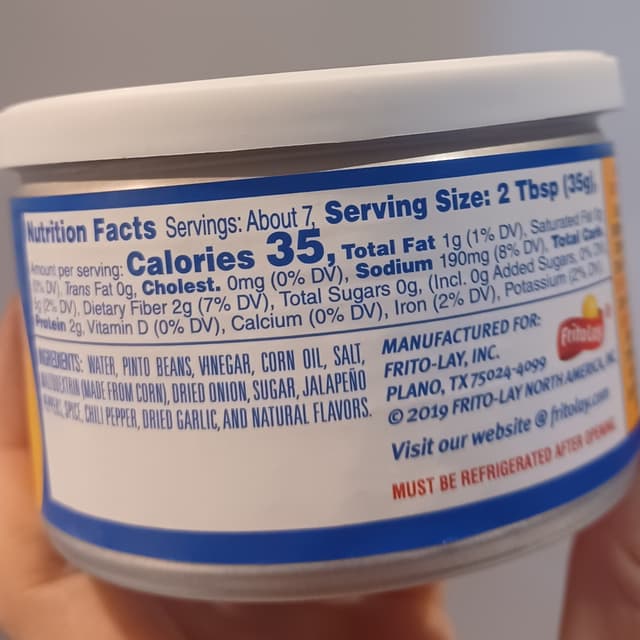 Nutrition Facts Servings: About 7, Serving Size: 2 Tbsp (35g),
Amount per serving: Calories 35, Total Fat 1g (1% DV), Saturated Fat 0g
(0% DV), Trans Fat 0g, Cholest. 0mg (0% DV), Sodium 190mg (8% DV), Total Carb.
(2% DV), Dietary Fiber 2g (7% DV), Total Sugars 0g, (Incl. 0g Added Sugars, 0% DV)
Protein 2g, Vitamin D (0% DV), Calcium (0% DV), Iron (2% DV), Potassium (2% DV).
INGREDIENTS: WATER, PINTO BEANS, VINEGAR, CORN OIL, SALT,
MALTODEXTRIN (MADE FROM CORN), DRIED ONION, SUGAR, JALAPEÑO
PEPPERS, SPICE, CHILI PEPPER, DRIED GARLIC, AND NATURAL FLAVORS.
MANUFACTURED FOR:
FRITO-LAY, INC.
PLANO, TX 75024-4099
© 2019 FRITO-LAY NORTH AMERICA, INC.
Visit our website @ fritolay.com
MUST BE REFRIGERATED AFTER OPENING.
Frito Lay